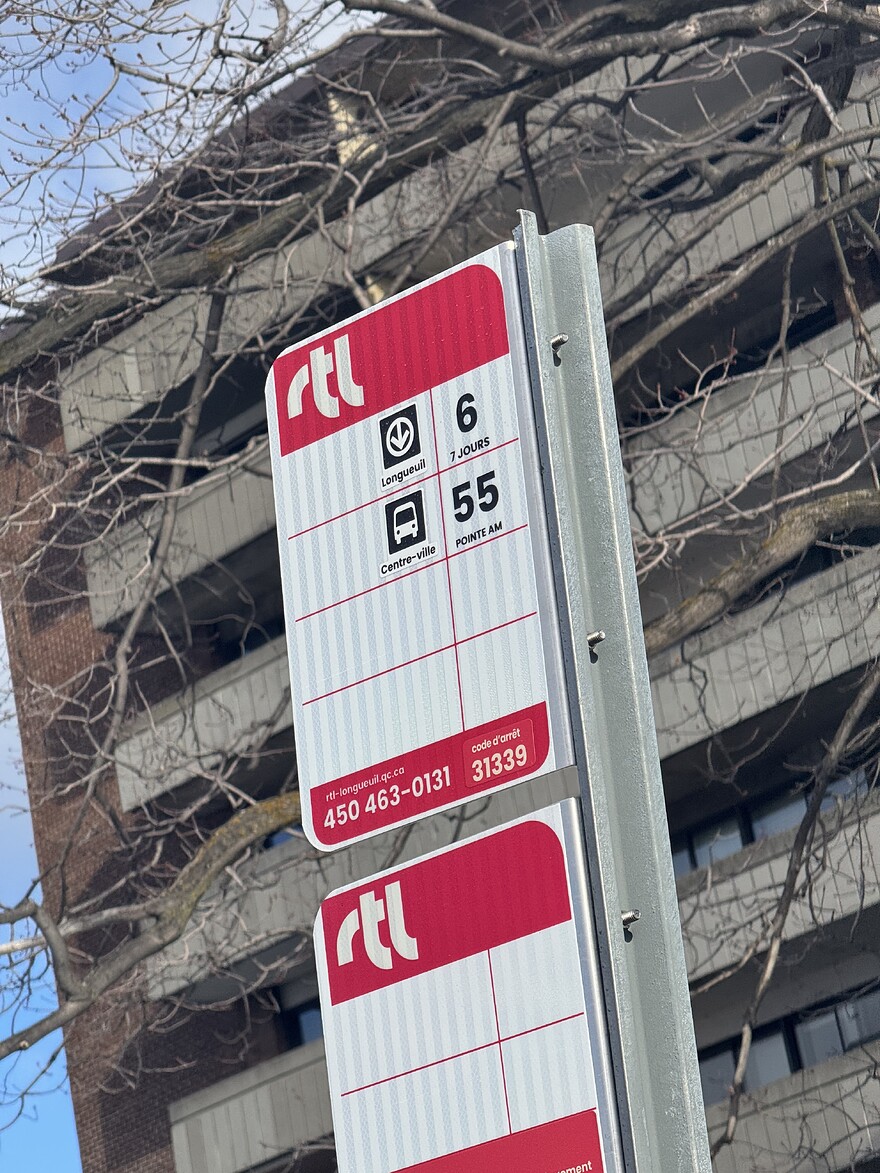 rtl
6
7 JOURS
Longueuil
55
POINTE AM
Centre-ville
rtl-longueuil.qc.ca
450 463-0131
code d'arrêt
31339
rtl